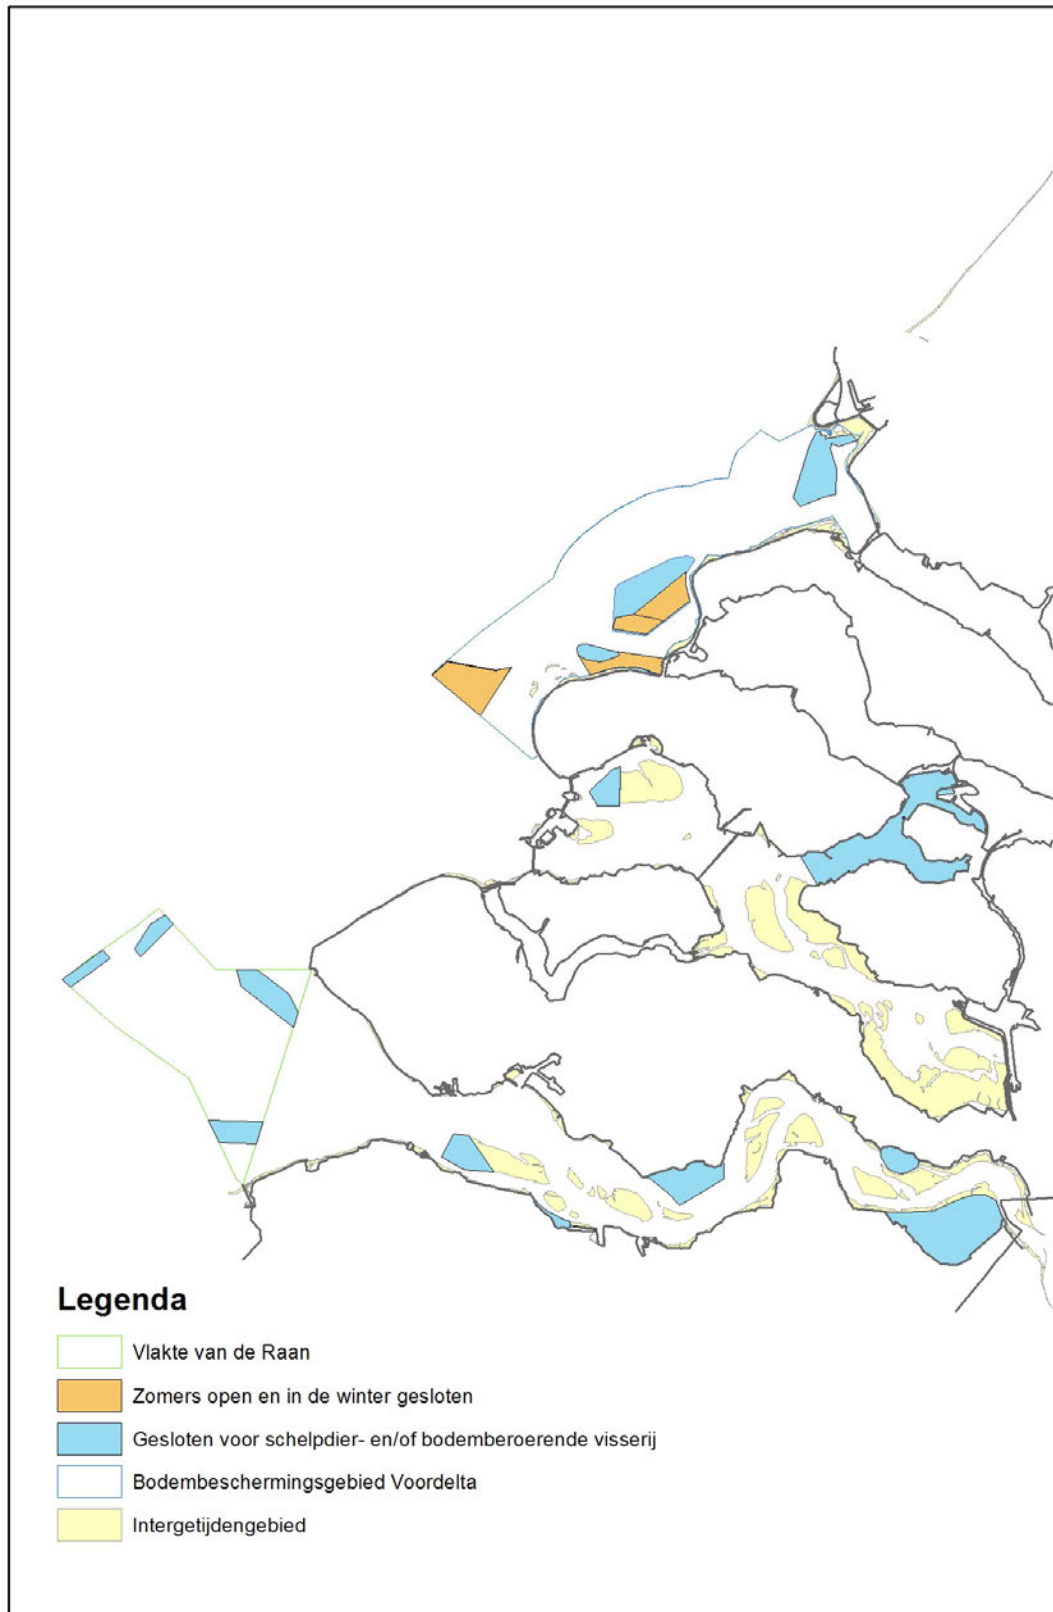 Legenda
Vlakte van de Raan
Zomers open en in de winter gesloten
Gesloten voor schelpdier- en/of bodemberoerende visserij
Bodembeschermingsgebied Voordelta
Intergetijdengebied